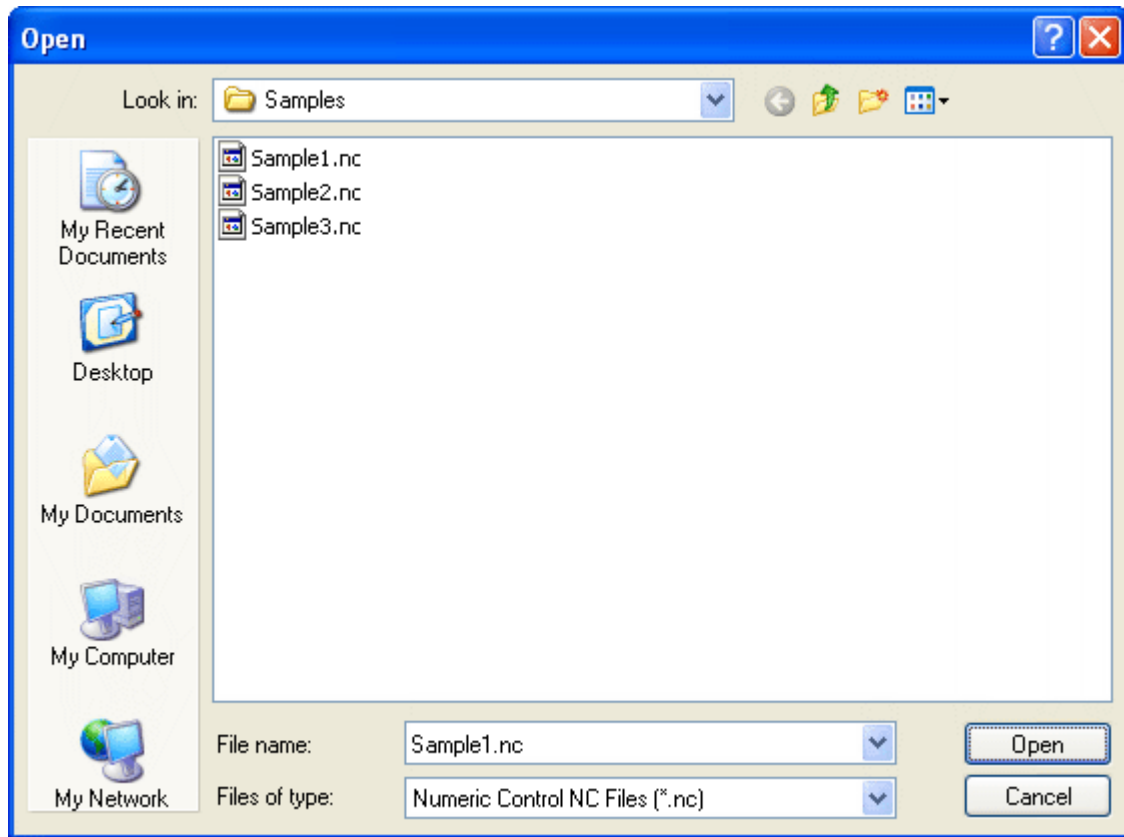 Open
Look in: Samples
Sample1.nc
Sample2.nc
Sample3.nc
My Recent
Documents
Desktop
My Documents
My Computer
My Network
File name: Sample1.nc Open
Files of type: Numeric Control NC Files (*.nc) Cancel